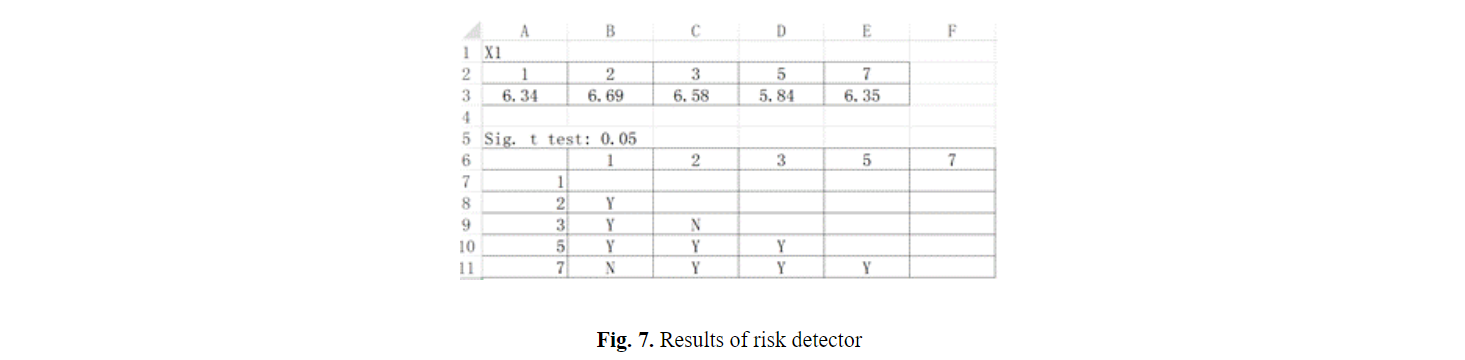 A B C D E F
1 X1
2 1 2 3 5 7
3 6.34 6.69 6.58 5.84 6.35
4
5 Sig. t test: 0.05
6 1 2 3 5 7
7 1
8 2 Y
9 3 Y N
10 5 Y Y Y
11 7 N Y Y Y
Fig. 7. Results of risk detector